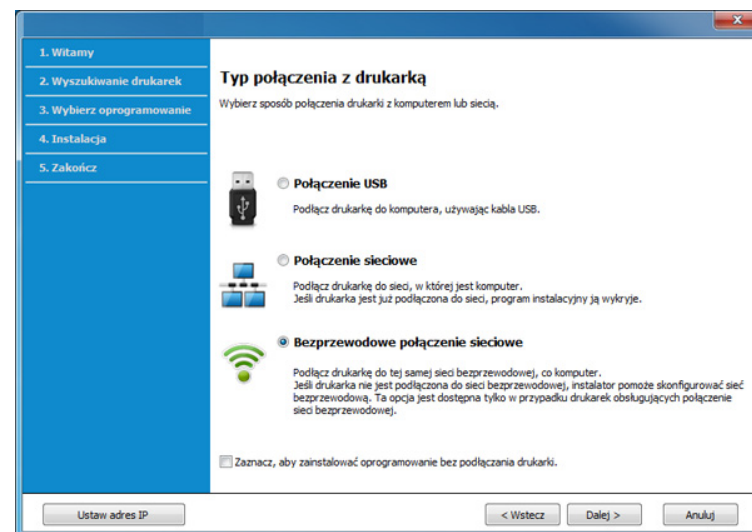 1. Witamy
2. Wyszukiwanie drukarek
3. Wybierz oprogramowanie
4. Instalacja
5. Zakończ
Typ połączenia z drukarką
Wybierz sposób połączenia drukarki z komputerem lub siecią.
Połączenie USB
Podłącz drukarkę do komputera, używając kabla USB.
Połączenie sieciowe
Podłącz drukarkę do sieci, w której jest komputer.
Jeśli drukarka jest już podłączona do sieci, program instalacyjny ją wykryje.
Bezprzewodowe połączenie sieciowe
Podłącz drukarkę do tej samej sieci bezprzewodowej, co komputer.
Jeśli drukarka nie jest podłączona do sieci bezprzewodowej, instalator pomoże skonfigurować sieć
bezprzewodową. Ta opcja jest dostępna tylko w przypadku drukarek obsługujących połączenie
sieci bezprzewodowej.
Zaznacz, aby zainstalować oprogramowanie bez podłączania drukarki.
Ustaw adres IP
< Wstecz
Dalej >
Anuluj